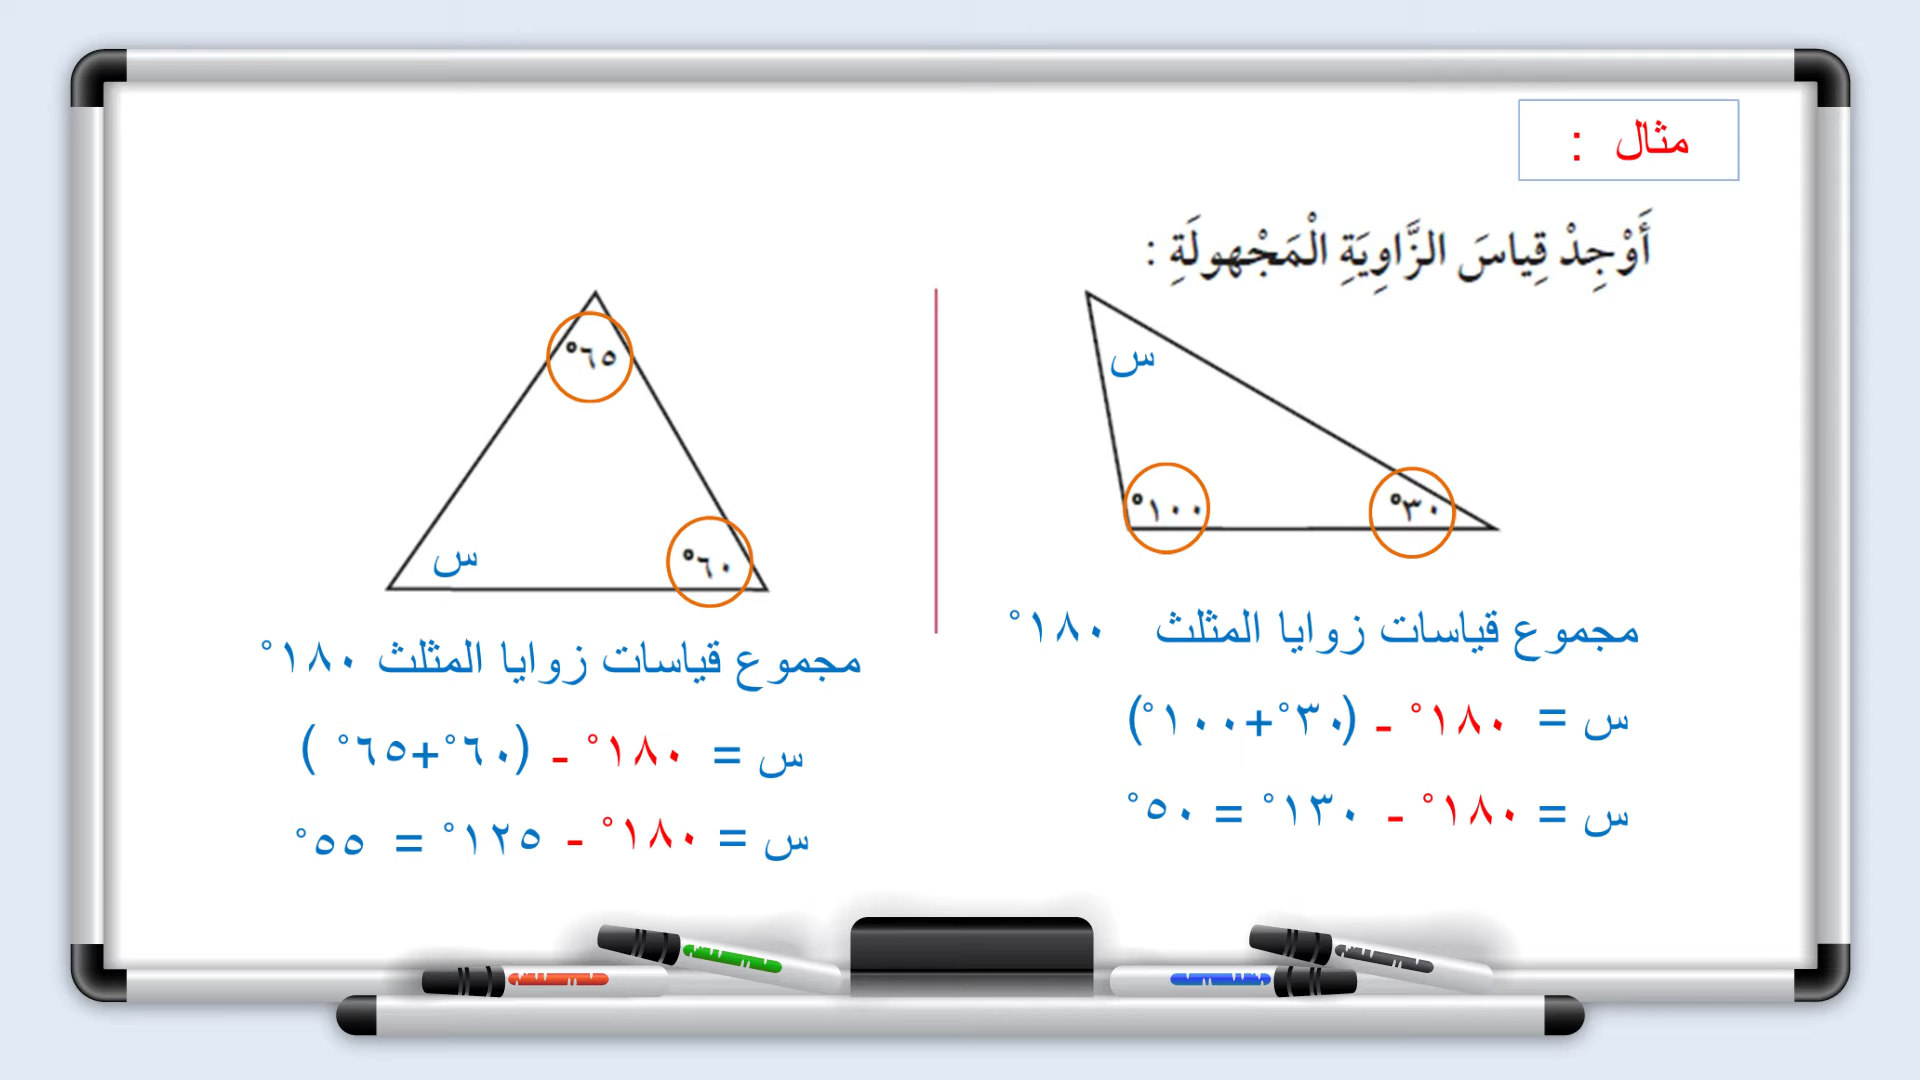 مثال :
أَوْجِدْ قِياسَ الزَّاوِيَةِ الْمَجْهولَةِ :
س
١٠٠°
٣٠°
مجموع قياسات زوايا المثلث ١٨٠°
س = ١٨٠° - (٣٠°+١٠٠°)
س = ١٨٠° - ١٣٠° = ٥٠°
٦٥°
س
٦٠°
مجموع قياسات زوايا المثلث ١٨٠°
س = ١٨٠° - (٦٠°+٦٥° )
س = ١٨٠° - ١٢٥° = ٥٥°